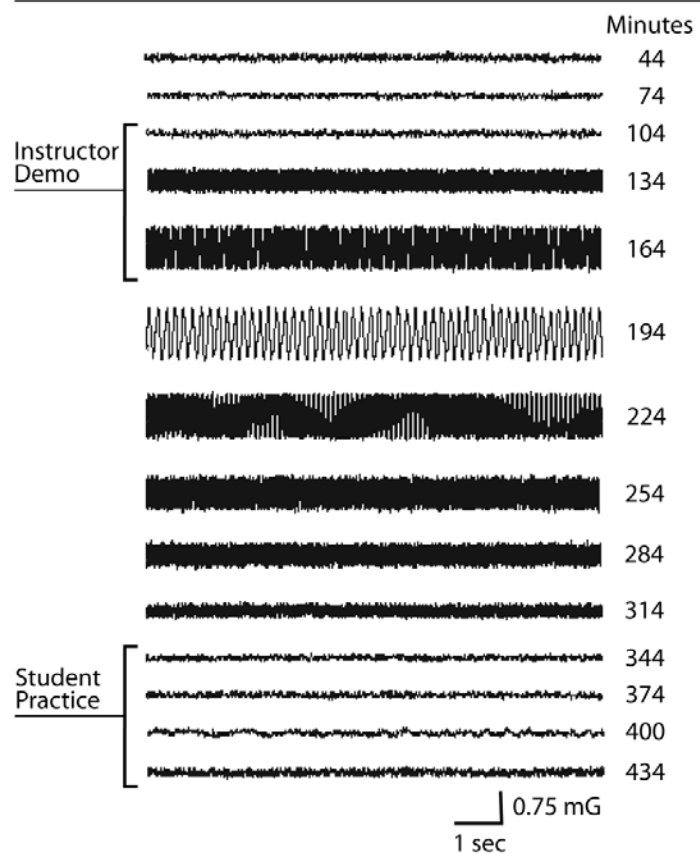 Minutes
44
74
104
Instructor
Demo
134
164
194
224
254
284
314
344
Student
Practice
374
400
434
0.75 mG
1 sec